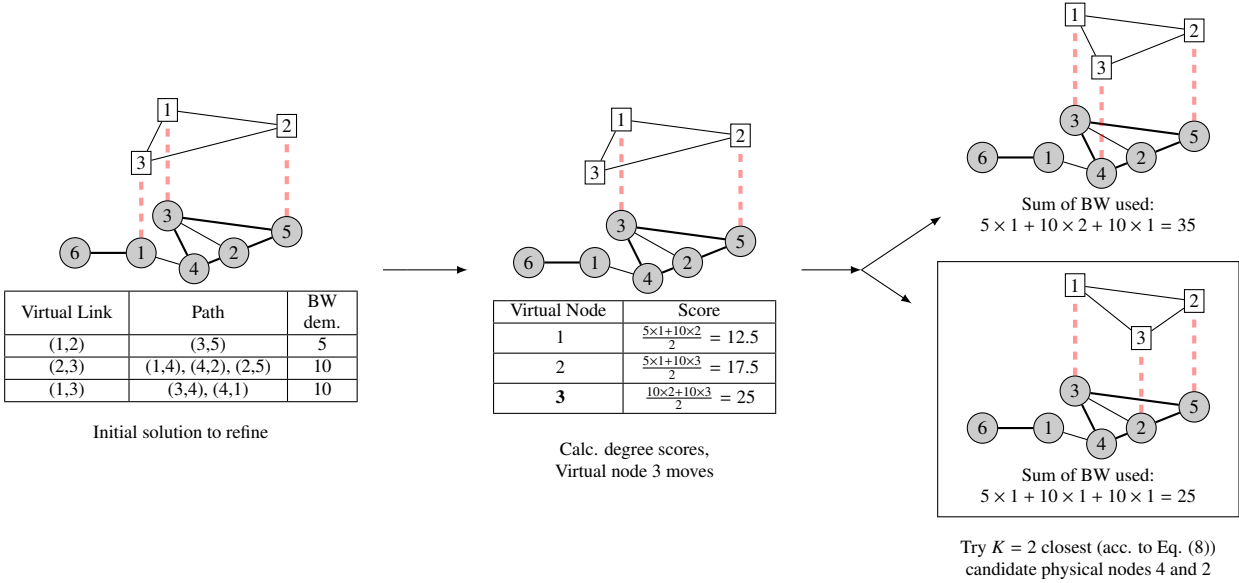 1
2
3
3
5
6
1
2
4
Virtual Link Path BW dem.
(1,2) (3,5) 5
(2,3) (1,4), (4,2), (2,5) 10
(1,3) (3,4), (4,1) 10
Initial solution to refine
1
2
3
3
5
6
1
2
4
Virtual Node Score
1 5×1+10×2/2 = 12.5
2 5×1+10×3/2 = 17.5
3 10×2+10×3/2 = 25
Calc. degree scores,
Virtual node 3 moves
1
2
3
3
5
6
1
2
4
Sum of BW used:
5 × 1 + 10 × 2 + 10 × 1 = 35
1
2
3
3
5
6
1
2
4
Sum of BW used:
5 × 1 + 10 × 1 + 10 × 1 = 25
Try K = 2 closest (acc. to Eq. (8))
candidate physical nodes 4 and 2